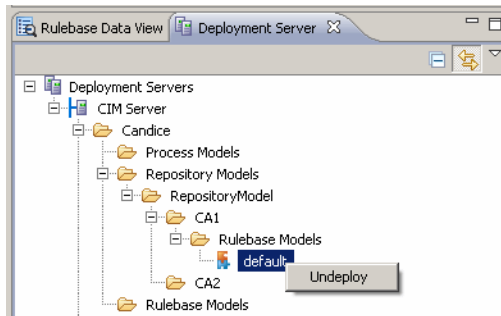 Rulebase Data View Deployment Server
Deployment Servers
CIM Server
Candice
Process Models
Repository Models
RepositoryModel
CA1
Rulebase Models
default
Undeploy
CA2
Rulebase Models